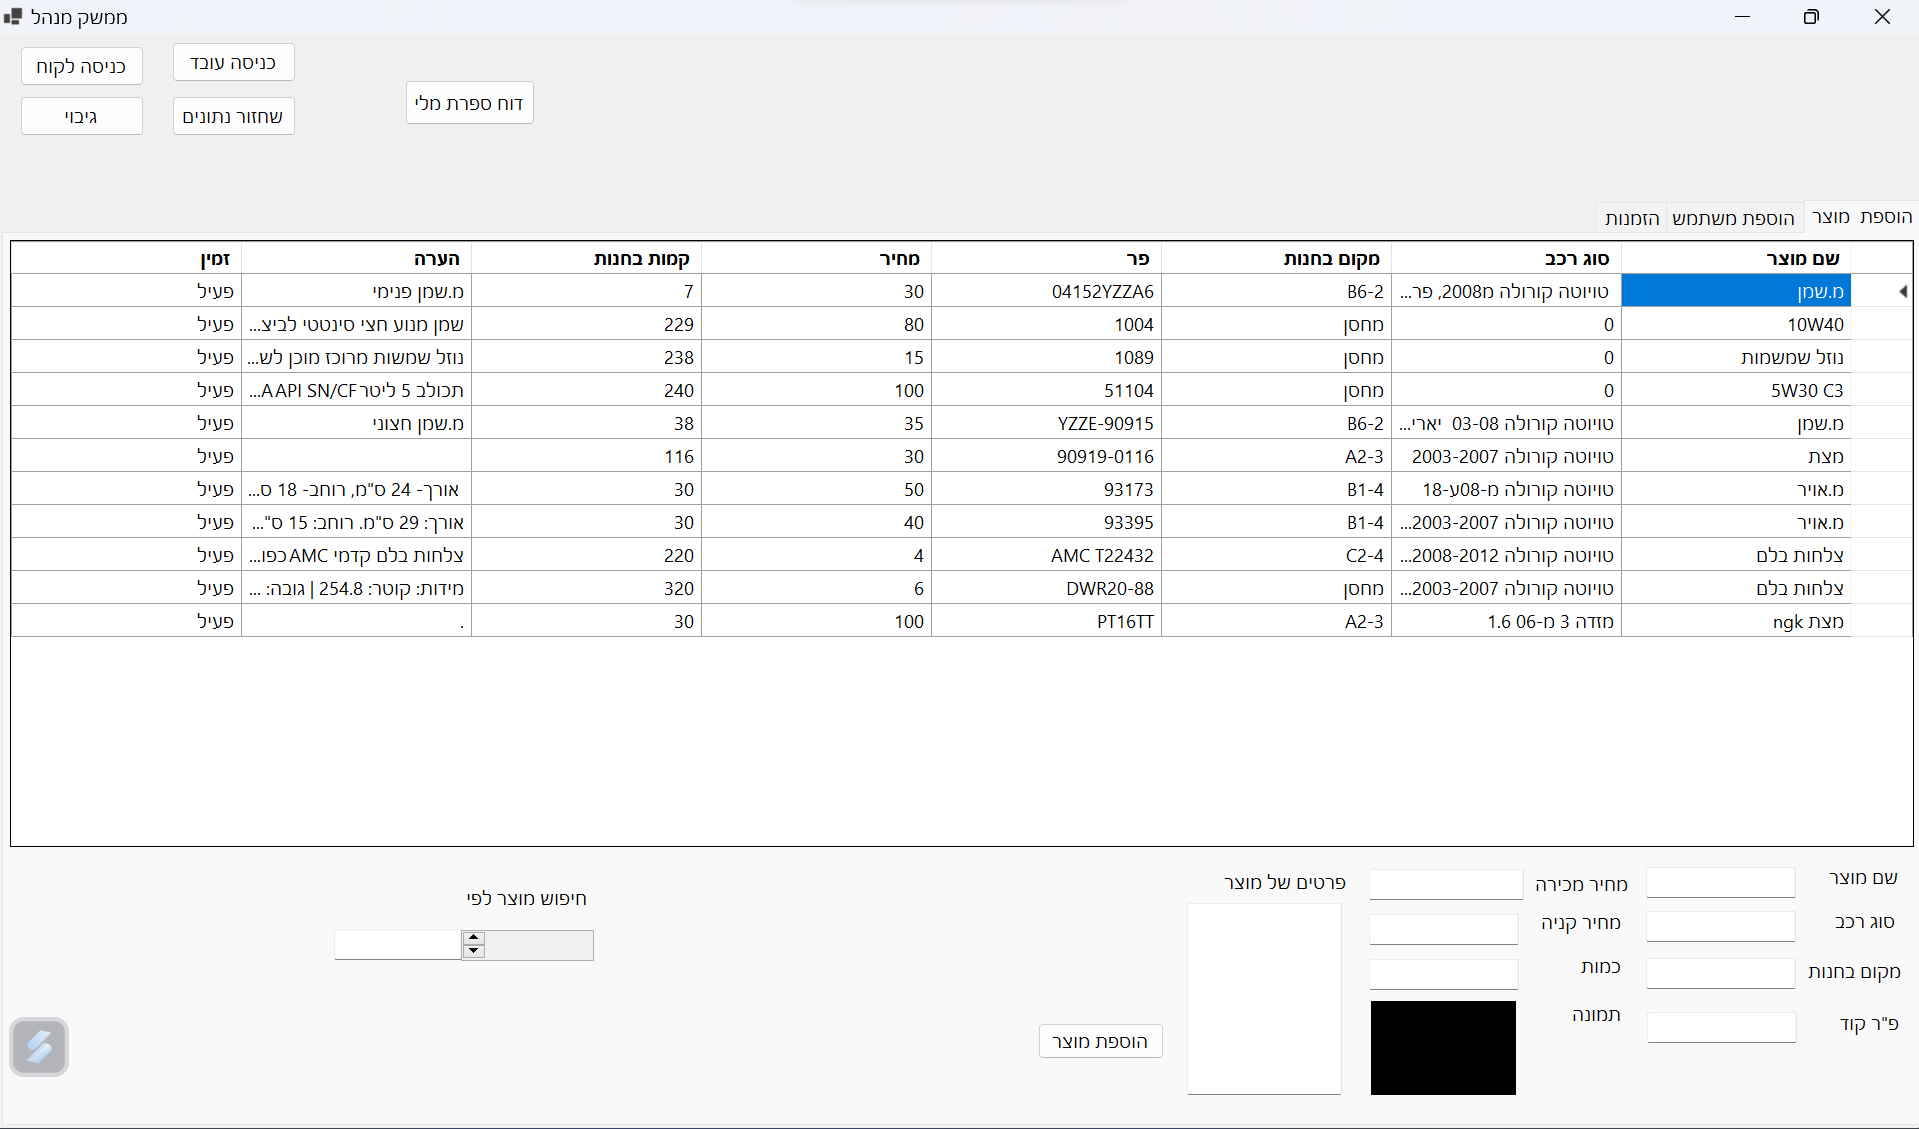 ממשק מנהל
כניסה עובד
כניסה לקוח
דוח ספרת מלי
שחזור נתונים
גיבוי
הוספת מוצר הוספת משתמש הזמנות
שם מוצר סוג רכב מקום בחנות פר מחיר קמות בחנות הערה זמין
מ.שמן טויוטה קורולה מ2008, פר... B6-2 04152YZZA6 30 7 מ.שמן פנימי פעיל
10W40 0 מחסן 1004 80 229 שמן מנוע חצי סינטטי לביצ... פעיל
נוזל שמשמות 0 מחסן 1089 15 238 נוזל שמשות מרוכז מוכן לש... פעיל
5W30 C3 0 מחסן 51104 100 240 תכולב 5 ליטר A API SN/CF... פעיל
מ.שמן טויוטה קורולה 03-08 יארי... B6-2 YZZE-90915 35 38 מ.שמן חצוני פעיל
מצת טויוטה קורולה 2003-2007 A2-3 90919-0116 30 116 פעיל
מ.אויר טויוטה קורולה מ-08ע-18 B1-4 93173 50 30 אורך- 24 ס"מ, רוחב- 18 ס... פעיל
מ.אויר טויוטה קורולה 2003-2007... B1-4 93395 40 30 אורך: 29 ס"מ. רוחב: 15 ס"... פעיל
צלחות בלם טויוטה קורולה 2008-2012... C2-4 AMC T22432 4 220 צלחות בלם קדמי AMC כפו... פעיל
צלחות בלם טויוטה קורולה 2003-2007... מחסן DWR20-88 6 320 מידות: קוטר: 254.8 | גובה: ... פעיל
מצת ngk מזדה 3 מ-06 1.6 A2-3 PT16TT 100 30 . פעיל
שם מוצר מחיר מכירה פרטים של מוצר
חיפוש מוצר לפי
סוג רכב מחיר קניה
מקום בחנות כמות
פ"ר קוד תמונה
הוספת מוצר